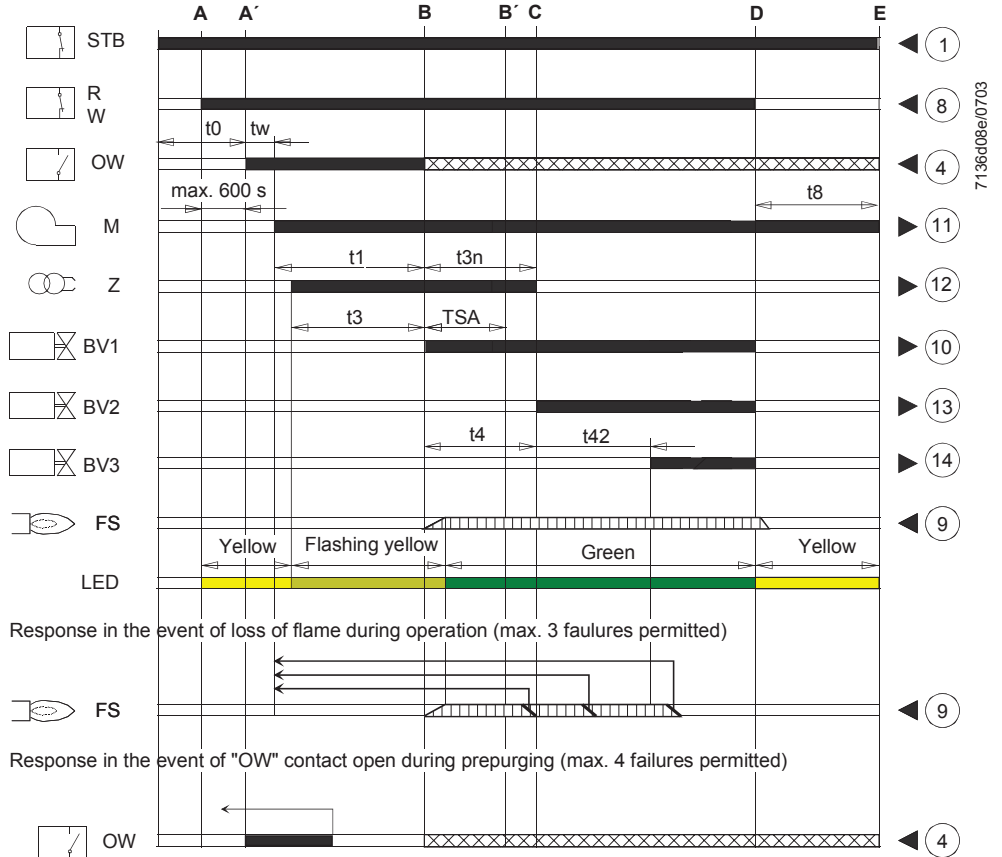 A A´ B B´ C D E
STB 1
R
W 8
t0 tw
OW 4
max. 600 s t8
M 11
t1 t3n
Z 12
t3 TSA
BV1 10
BV2 13
t4 t42
BV3 14
FS 9
Yellow Flashing yellow Green Yellow
LED
Response in the event of loss of flame during operation (max. 3 faulures permitted)
FS 9
Response in the event of "OW" contact open during prepurging (max. 4 failures permitted)
OW 4
7136d08e/0703